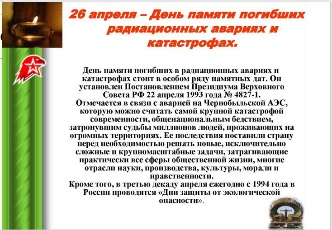 26 апреля – День памяти погибших
радиационных авариях и
катастрофах.
День памяти погибших в радиационных авариях и
катастрофах стоит в особом ряду памятных дат. Он
установлен Постановлением Президиума Верховного
Совета РФ 22 апреля 1993 года № 4827-1.
Отмечается в связи с аварией на Чернобыльской АЭС,
которую можно считать самой крупной катастрофой
современности, общенациональным бедствием,
затронувшим судьбы миллионов людей, проживающих на
огромных территориях. Ее последствия поставили страну
перед необходимостью решать новые, исключительно
сложные и крупномасштабные задачи, затрагивающие
практически все сферы общественной жизни, многие
отрасли науки, производства, культуры, морали и
нравственности.
Кроме того, в третью декаду апреля ежегодно с 1994 года в
России проводятся «Дни защиты от экологической
опасности».